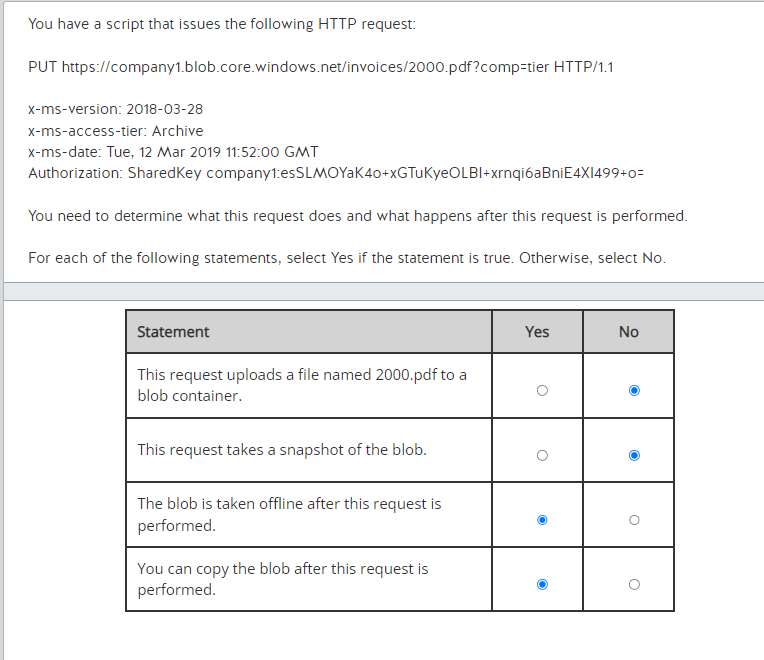 You have a script that issues the following HTTP request:
PUT https://company1.blob.core.windows.net/invoices/2000.pdf?comp=tier HTTP/1.1
x-ms-version: 2018-03-28
x-ms-access-tier: Archive
x-ms-date: Tue, 12 Mar 2019 11:52:00 GMT
Authorization: SharedKey company1:esSLMOYaK4o+xGTuKyeOLBI+xrnqi6aBniE4XI499+o=
You need to determine what this request does and what happens after this request is performed.
For each of the following statements, select Yes if the statement is true. Otherwise, select No.
Statement Yes No
This request uploads a file named 2000.pdf to a
blob container.
This request takes a snapshot of the blob.
The blob is taken offline after this request is
performed.
You can copy the blob after this request is
performed.